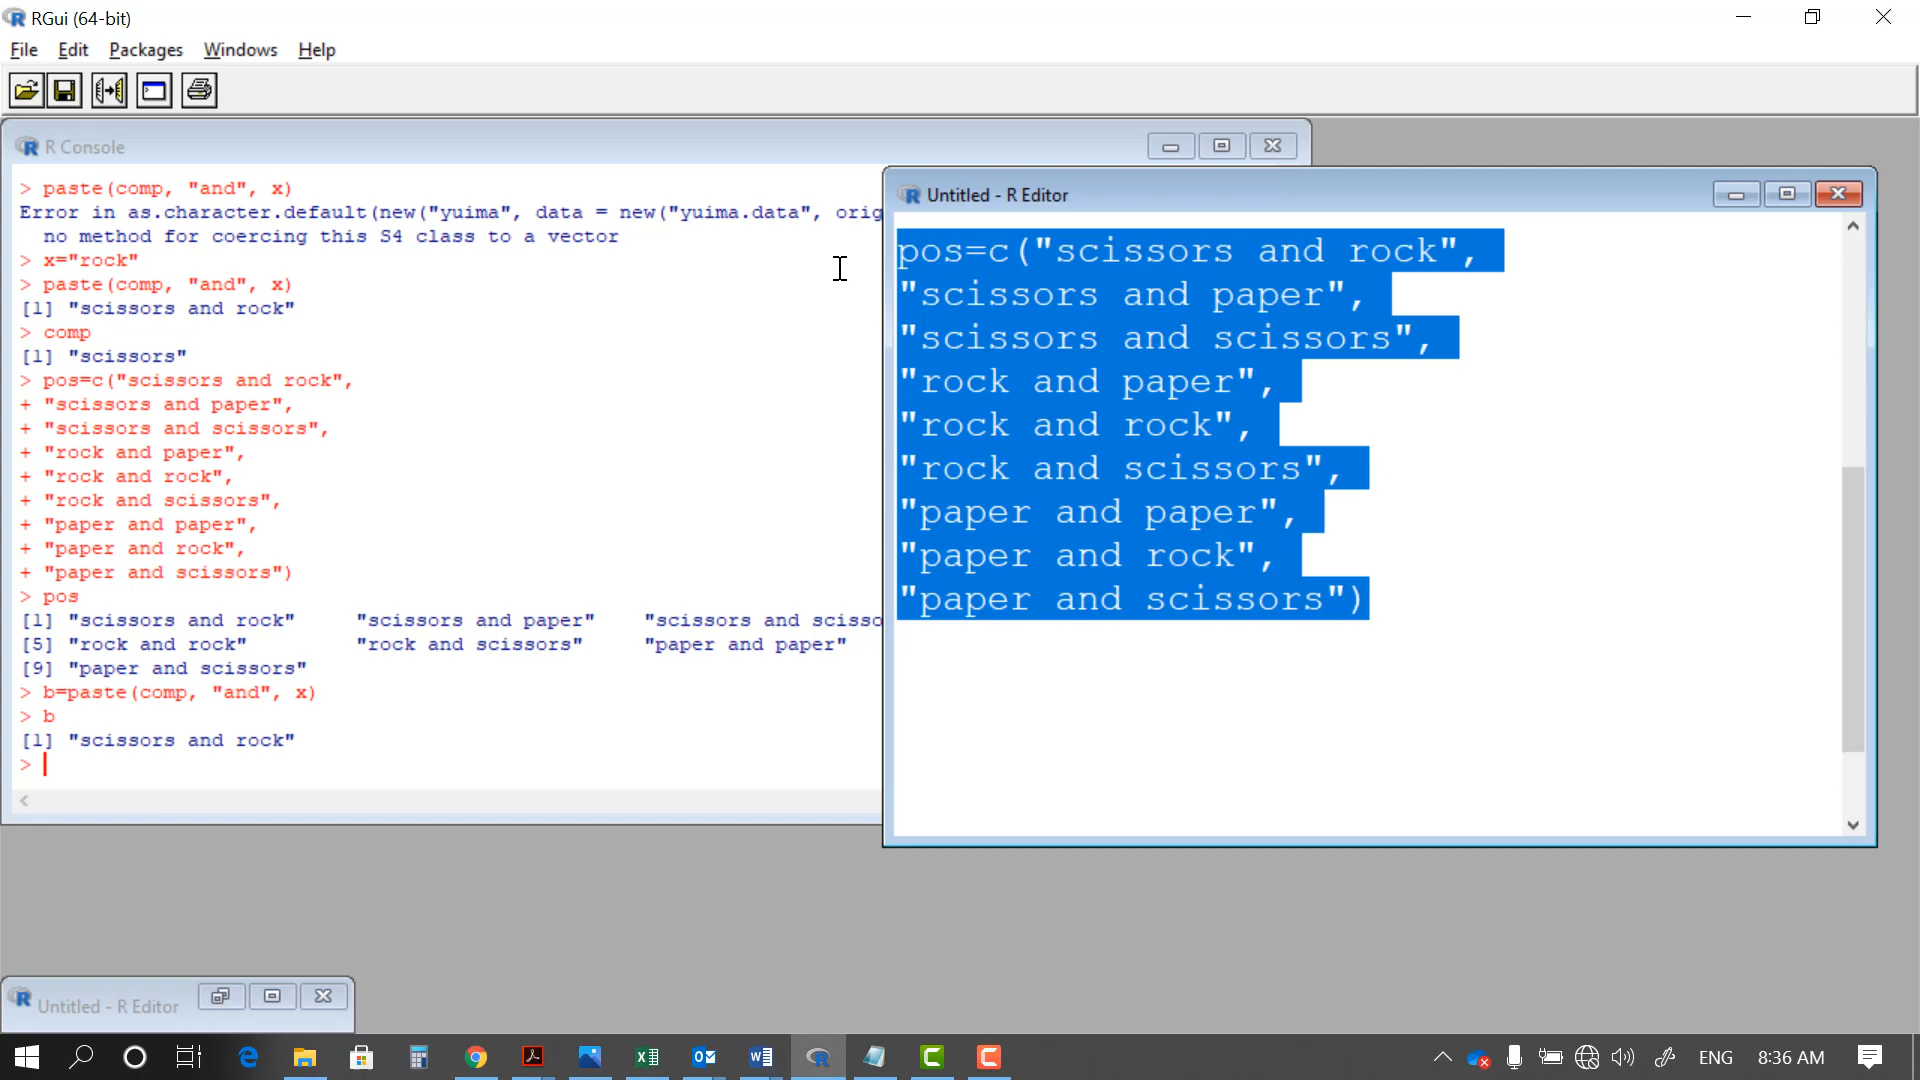 RGui (64-bit)
File Edit Packages Windows Help
R Console
> paste(comp, "and", x)
Error in as.character.default(new("yuima", data = new("yuima.data", orig
no method for coercing this S4 class to a vector
> x="rock"
> paste(comp, "and", x)
[1] "scissors and rock"
> comp
[1] "scissors"
> pos=c("scissors and rock",
+ "scissors and paper",
+ "scissors and scissors",
+ "rock and paper",
+ "rock and rock",
+ "rock and scissors",
+ "paper and paper",
+ "paper and rock",
+ "paper and scissors")
> pos
[1] "scissors and rock" "scissors and paper" "scissors and scisso
[5] "rock and rock" "rock and scissors" "paper and paper"
[9] "paper and scissors"
> b=paste(comp, "and", x)
> b
[1] "scissors and rock"
>
Untitled - R Editor
pos=c("scissors and rock",
"scissors and paper",
"scissors and scissors",
"rock and paper",
"rock and rock",
"rock and scissors",
"paper and paper",
"paper and rock",
"paper and scissors")
Untitled - R Editor
ENG 8:36 AM